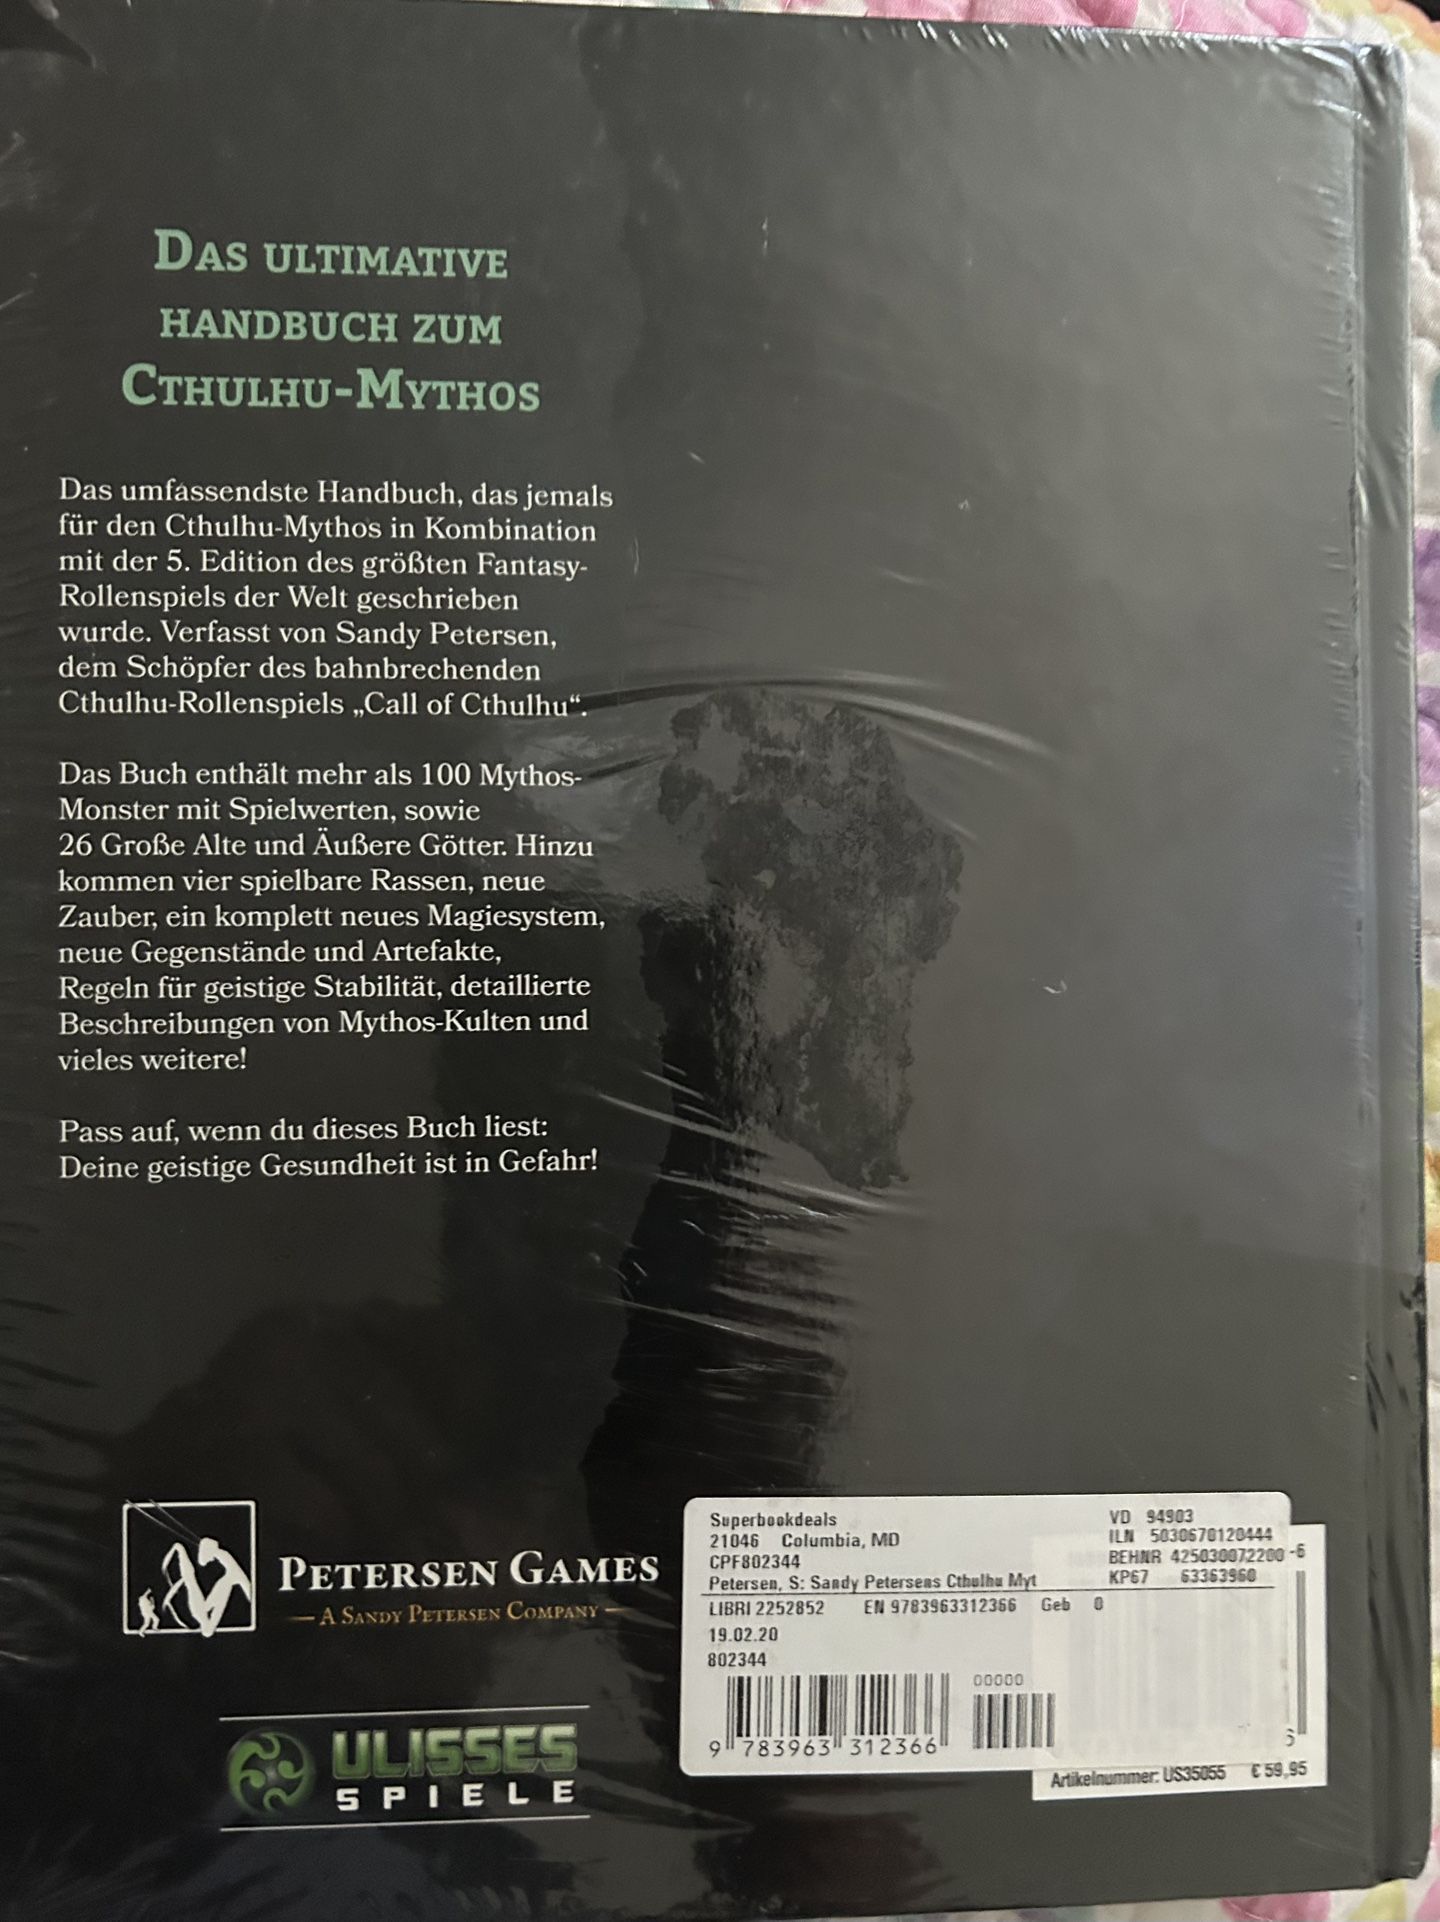 Das ultimative
Handbuch zum
Cthulhu-Mythos
Das umfassendste Handbuch, das jemals
für den Cthulhu-Mythos in Kombination
mit der 5. Edition des größten Fantasy-
Rollenspiels der Welt geschrieben
wurde. Verfasst von Sandy Petersen,
dem Schöpfer des bahnbrechenden
Cthulhu-Rollenspiels „Call of Cthulhu“.
Das Buch enthält mehr als 100 Mythos-
Monster mit Spielwerten, sowie
26 Große Alte und Äußere Götter. Hinzu
kommen vier spielbare Rassen, neue
Zauber, ein komplett neues Magiesystem,
neue Gegenstände und Artefakte,
Regeln für geistige Stabilität, detaillierte
Beschreibungen von Mythos-Kulten und
vieles weitere!
Pass auf, wenn du dieses Buch liest:
Deine geistige Gesundheit ist in Gefahr!
Petersen Games
— A Sandy Petersen Company —
ULISSES
SPIELE
Superbookdeals VD 94903
21046 Columbia, MD ILN 5030670120444
CPF802344 BEHNR 425030072200 -6
Petersen, S: Sandy Petersens Cthulhu Myt KP67 63363960
LIBRI 2252852 EN 9783963312366 Geb 0
19.02.20
802344
00000
9 783963 312366
Artikelnummer: US35055 € 59,95